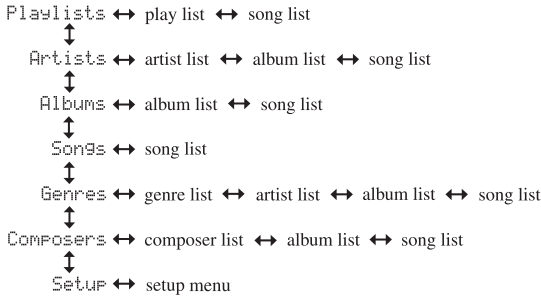 Playlists ↔ play list ↔ song list
Artists ↔ artist list ↔ album list ↔ song list
Albums ↔ album list ↔ song list
Songs ↔ song list
Genres ↔ genre list ↔ artist list ↔ album list ↔ song list
Composers ↔ composer list ↔ album list ↔ song list
Setup ↔ setup menu